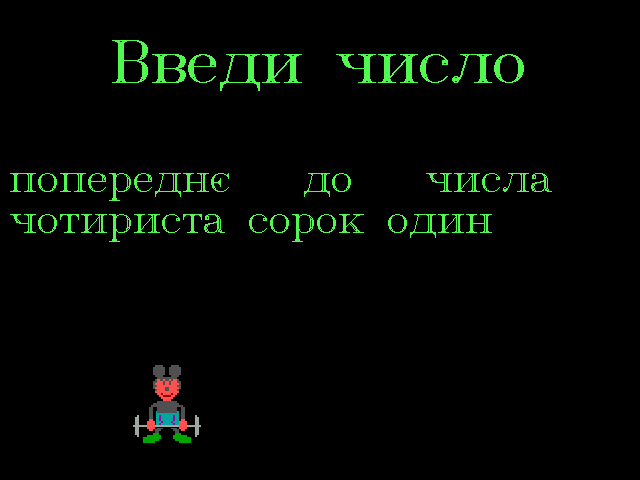 Введи число
попереднє до числа
чотириста сорок один